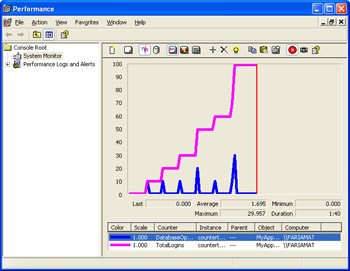 Performance
File Action View Favorites Window Help
Console Root
System Monitor
Performance Logs and Alerts
100
90
80
70
60
50
40
30
20
10
0
Last 0.000 Average 1.695 Minimum 0.000
Maximum 29.957 Duration 1:40
Color Scale Counter Instance Parent Object Computer
1.000 DatabaseOp... countert... --- MyApp... \\FARIAMAT
1.000 TotalLogins countert... --- MyApp... \\FARIAMAT